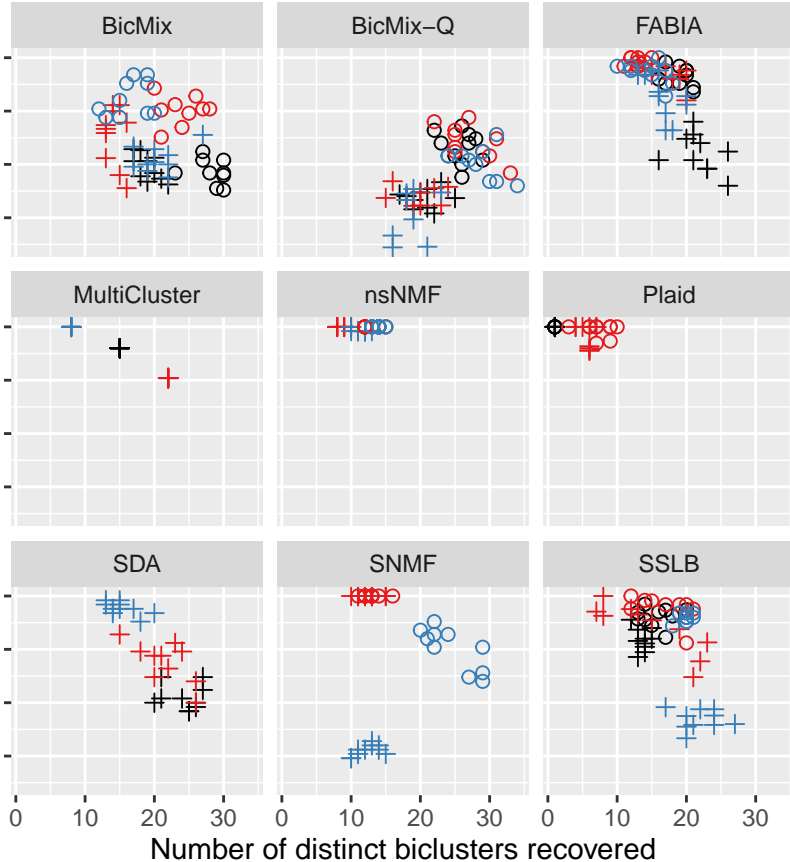 BicMix BicMix−Q FABIA
MultiCluster nsNMF Plaid
SDA SNMF SSLB
0 10 20 30 0 10 20 30 0 10 20 30
Number of distinct biclusters recovered